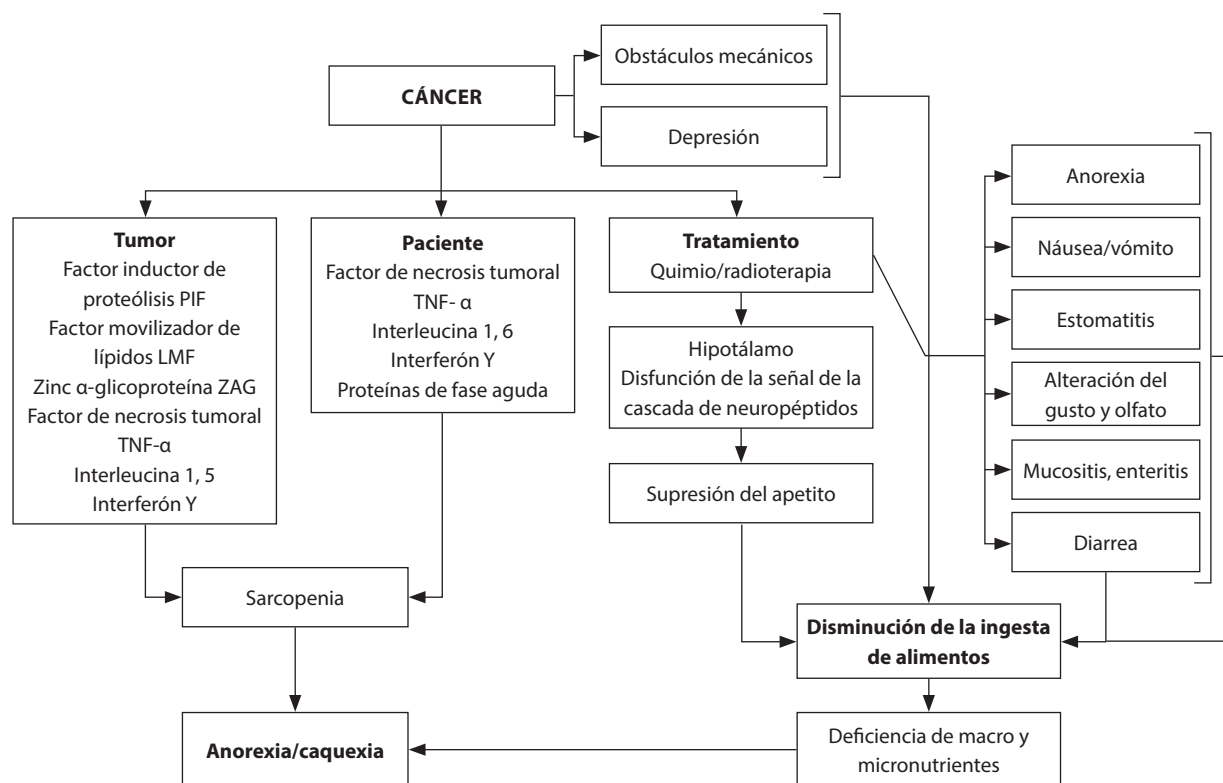 Obstáculos mecánicos
CÁNCER
Depresión
Tumor
Factor inductor de
proteólisis PIF
Factor movilizador de
lípidos LMF
Zinc α-glicoproteína ZAG
Factor de necrosis tumoral
TNF-α
Interleucina 1, 5
Interferón Y
Paciente
Factor de necrosis tumoral
TNF- α
Interleucina 1, 6
Interferón Y
Proteínas de fase aguda
Tratamiento
Quimio/radioterapia
Hipotálamo
Disfunción de la señal de la
cascada de neuropéptidos
Supresión del apetito
Anorexia
Náusea/vómito
Estomatitis
Alteración del
gusto y olfato
Mucositis, enteritis
Diarrea
Sarcopenia
Disminución de la ingesta
de alimentos
Anorexia/caquexia
Deficiencia de macro y
micronutrientes